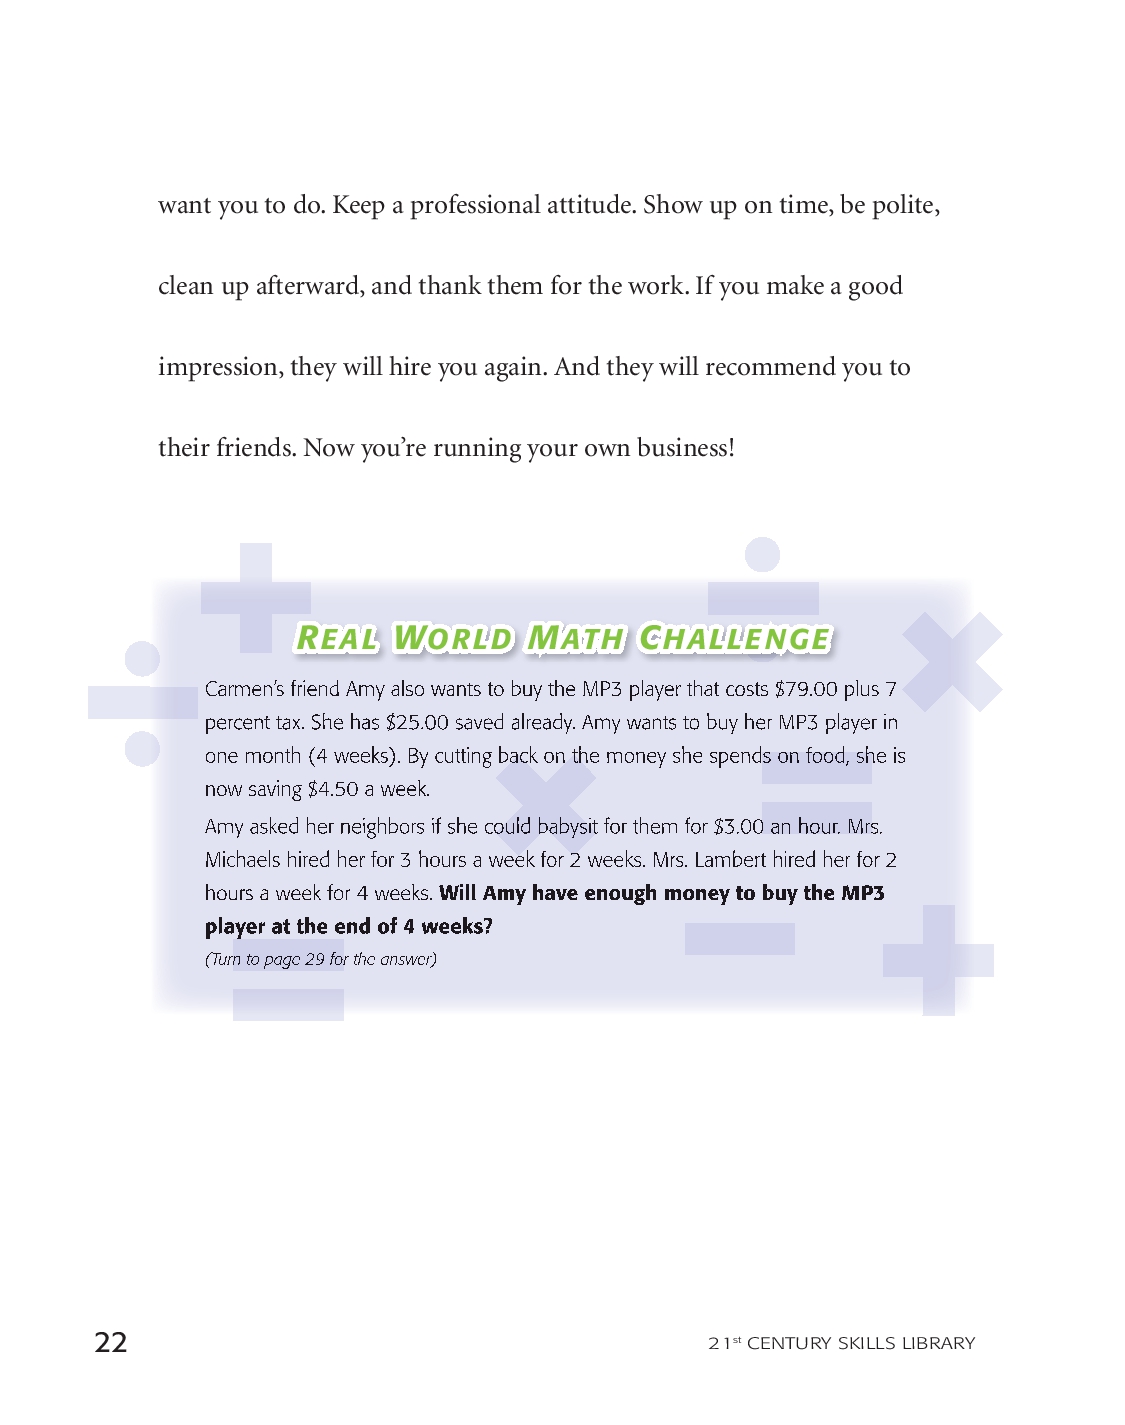 want you to do. Keep a professional attitude. Show up on time, be polite,
clean up afterward, and thank them for the work. If you make a good
impression, they will hire you again. And they will recommend you to
their friends. Now you’re running your own business!
REAL WORLD MATH CHALLENGE
Carmen’s friend Amy also wants to buy the MP3 player that costs $79.00 plus 7
percent tax. She has $25.00 saved already. Amy wants to buy her MP3 player in
one month (4 weeks). By cutting back on the money she spends on food, she is
now saving $4.50 a week.
Amy asked her neighbors if she could babysit for them for $3.00 an hour. Mrs.
Michaels hired her for 3 hours a week for 2 weeks. Mrs. Lambert hired her for 2
hours a week for 4 weeks. Will Amy have enough money to buy the MP3
player at the end of 4 weeks?
(Turn to page 29 for the answer)
22
21st CENTURY SKILLS LIBRARY